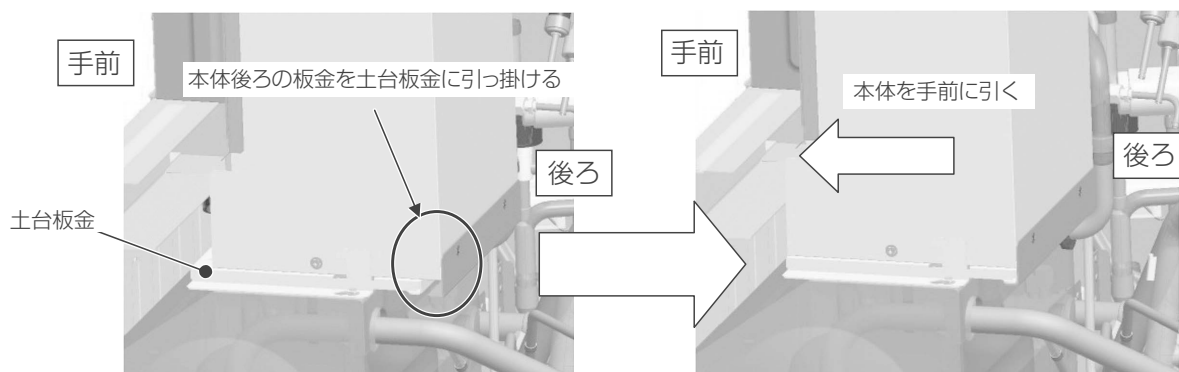 手前
本体後ろの板金を土台板金に引っ掛ける
後ろ
土台板金
手前
本体を手前に引く
後ろ